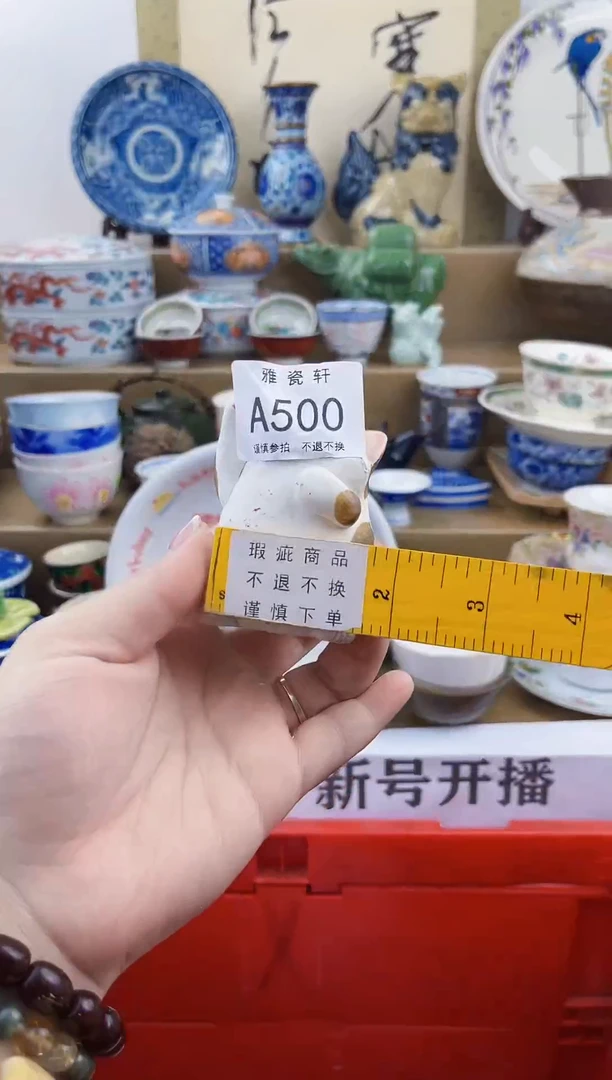 雅瓷轩
A500
谨慎参拍 不退不换
瑕疵商品
不退不换
谨慎下单
2
3
4
新号开播